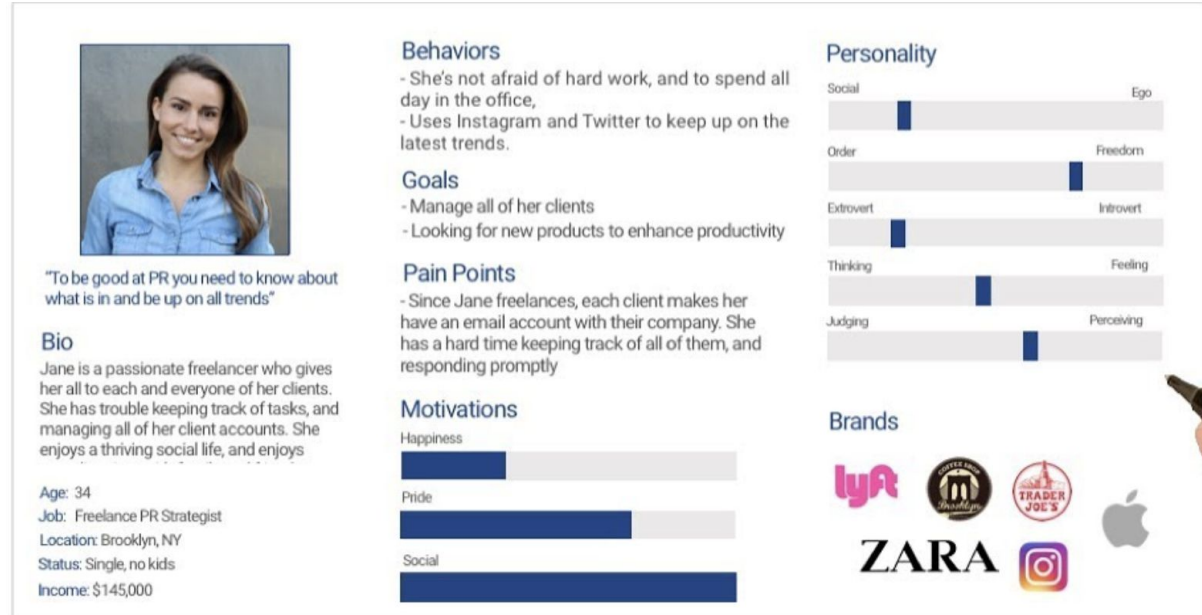 "To be good at PR you need to know about
what is in and be up on all trends"
Bio
Jane is a passionate freelancer who gives
her all to each and everyone of her clients.
She has trouble keeping track of tasks, and
managing all of her client accounts. She
enjoys a thriving social life, and enjoys
Age: 34
Job: Freelance PR Strategist
Location: Brooklyn, NY
Status: Single, no kids
Income: $145,000
Behaviors
- She's not afraid of hard work, and to spend all
day in the office,
- Uses Instagram and Twitter to keep up on the
latest trends.
Goals
- Manage all of her clients
- Looking for new products to enhance productivity
Pain Points
- Since Jane freelances, each client makes her
have an email account with their company. She
has a hard time keeping track of all of them, and
responding promptly
Motivations
Happiness
Pride
Social
Personality
Social Ego
Order Freedom
Extrovert Introvert
Thinking Feeling
Judging Perceiving
Brands
lyft
COFFEE SHOP
Brooklyn
TRADER
JOE'S
ZARA